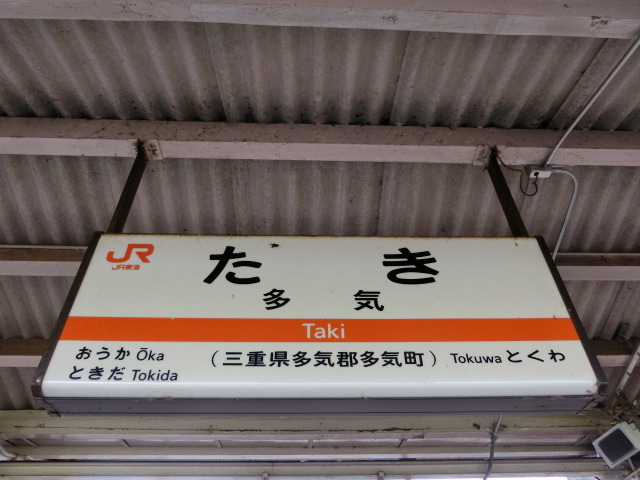 JR
JR東海
たき
多気
Taki
おうか Ōka
ときだ Tokida
（三重県多気郡多気町）
Tokuwa とくわ